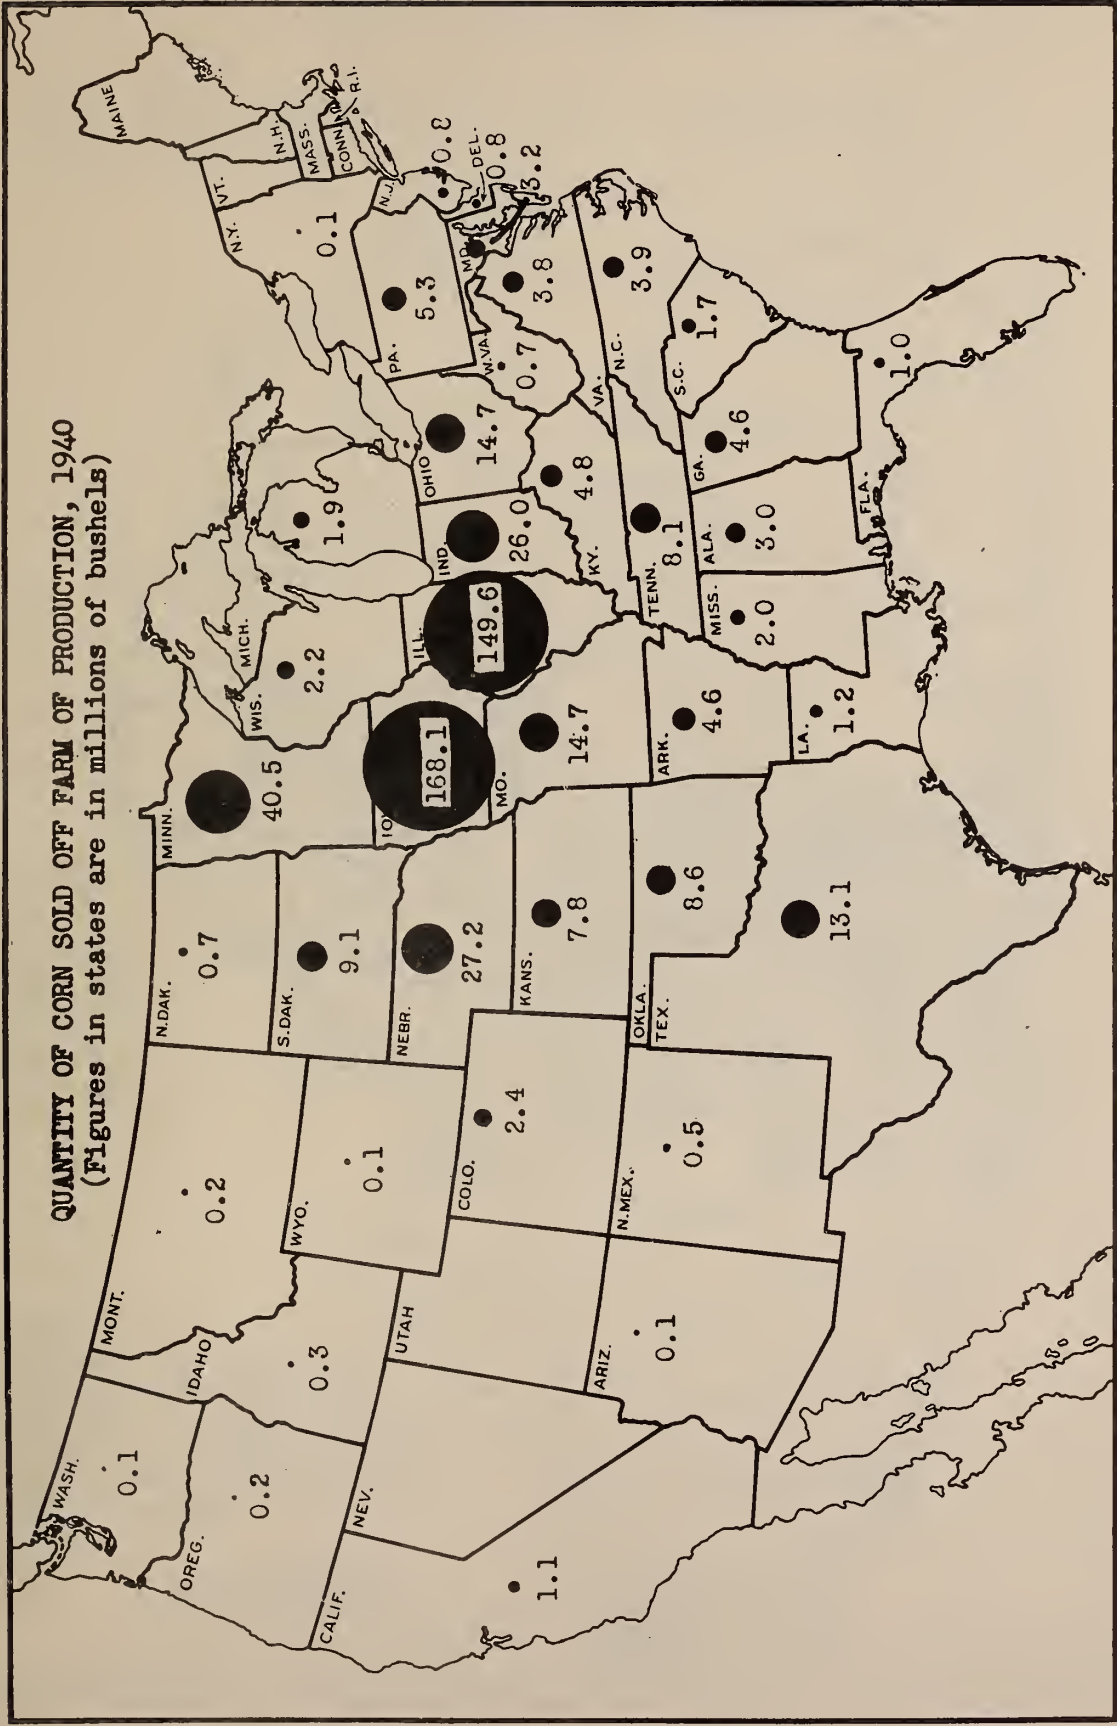 QUANTITY OF CORN SOLD OFF FARM OF PRODUCTION, 1940
(Figures in states are in millions of bushels)
WASH.
0.1
OREG.
0.2
CALIF.
1.1
NEV.
IDAHO
0.3
MONT.
0.2
WYO.
0.1
UTAH
COLO.
2.4
ARIZ.
0.1
N.MEX.
0.5
N.DAK.
0.7
S.DAK.
9.1
NEBR.
27.2
KANS.
7.8
OKLA.
8.6
TEX.
13.1
MINN.
40.5
168.1
MO.
14.7
ARK.
4.6
LA.
1.2
WIS.
2.2
MICH.
1.9
ILL.
149.6
IND.
26.0
OHIO
14.7
KY.
4.8
TENN.
8.1
MISS.
2.0
ALA.
3.0
GA.
4.6
FLA.
1.0
S.C.
1.7
N.C.
3.9
VA.
3.8
W.VA.
0.7
MD.
3.2
DEL.
0.8
PA.
5.3
N.J.
N.Y.
0.1
VT.
N.H.
MAINE
MASS.
CONN.
R.I.